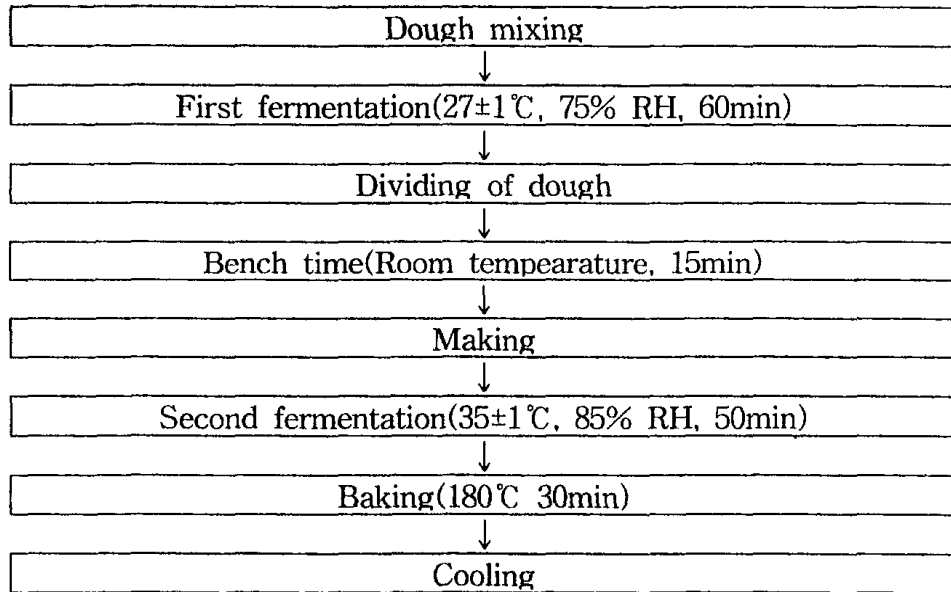 Dough mixing
First fermentation(27±1℃, 75% RH, 60min)
Dividing of dough
Bench time(Room tempearature, 15min)
Making
Second fermentation(35±1℃, 85% RH, 50min)
Baking(180℃ 30min)
Cooling